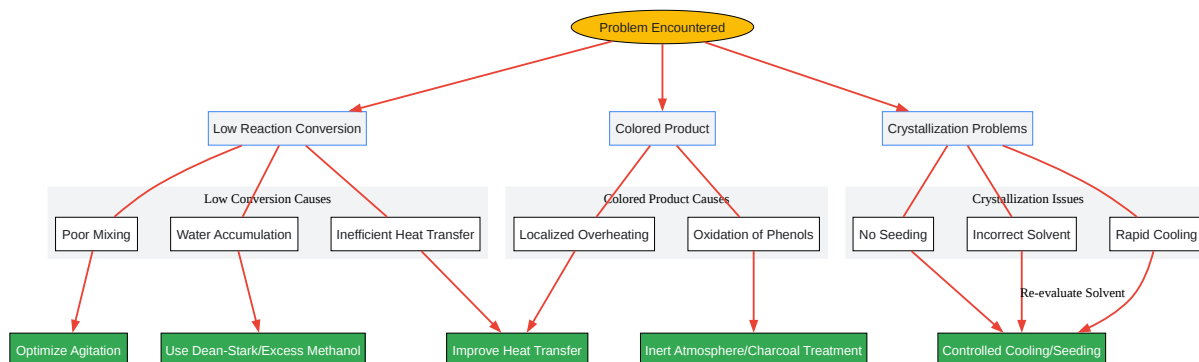 Problem Encountered
Low Reaction Conversion
Colored Product
Crystallization Problems
Low Conversion Causes
Colored Product Causes
Crystallization Issues
Poor Mixing
Water Accumulation
Inefficient Heat Transfer
Localized Overheating
Oxidation of Phenols
No Seeding
Incorrect Solvent
Rapid Cooling
Re-evaluate Solvent
Optimize Agitation
Use Dean-Stark/Excess Methanol
Improve Heat Transfer
Inert Atmosphere/Charcoal Treatment
Controlled Cooling/Seeding